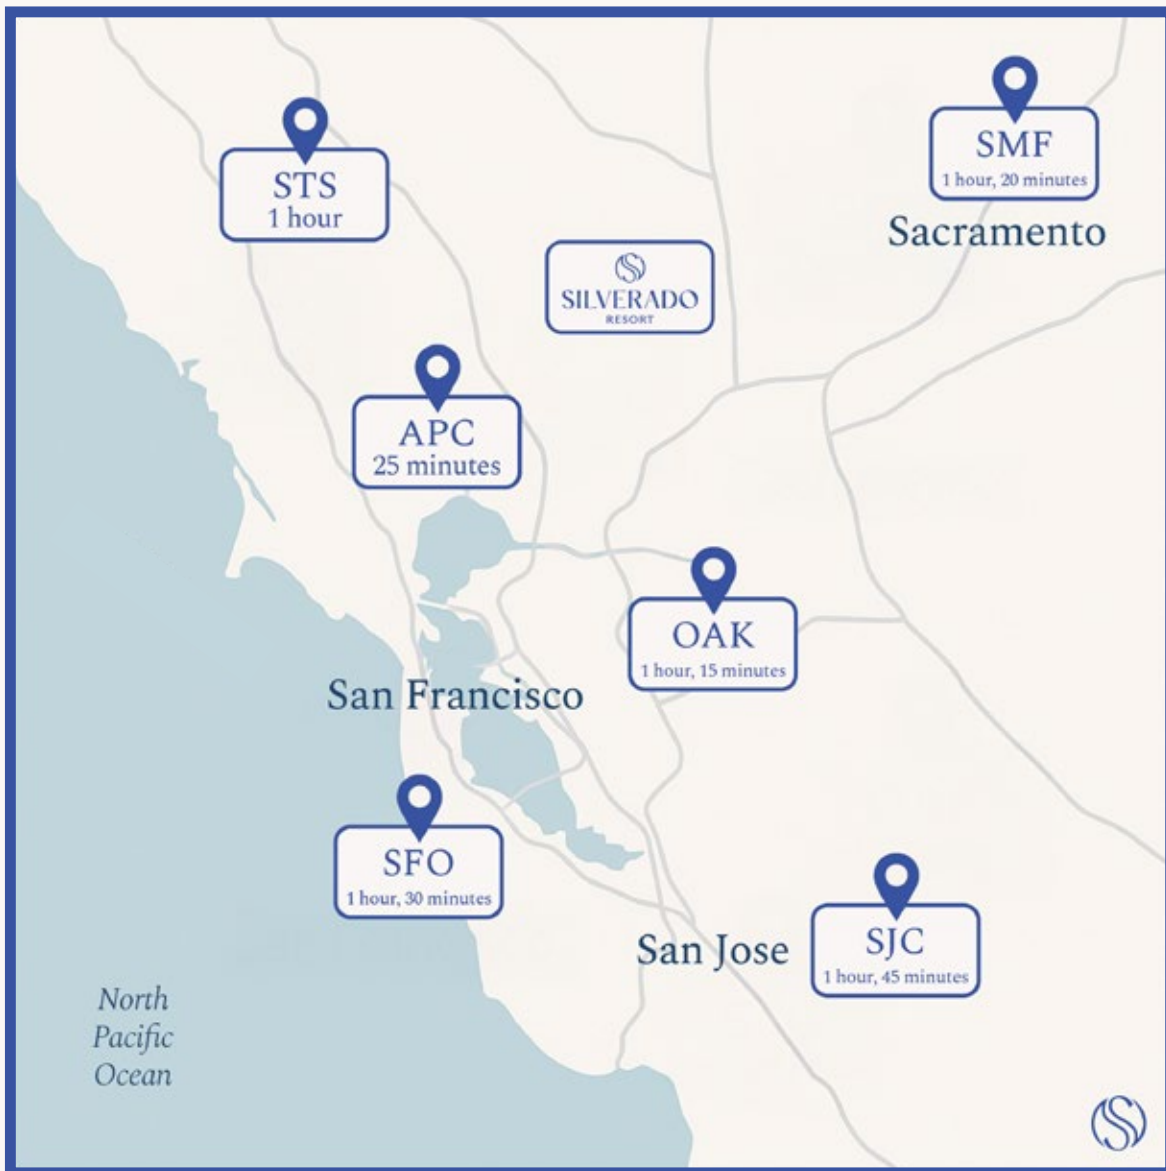 SMF
1 hour, 20 minutes
STS
1 hour
Sacramento
SILVERADO
RESORT
APC
25 minutes
OAK
1 hour, 15 minutes
San Francisco
SFO
1 hour, 30 minutes
SJC
1 hour, 45 minutes
San Jose
North
Pacific
Ocean